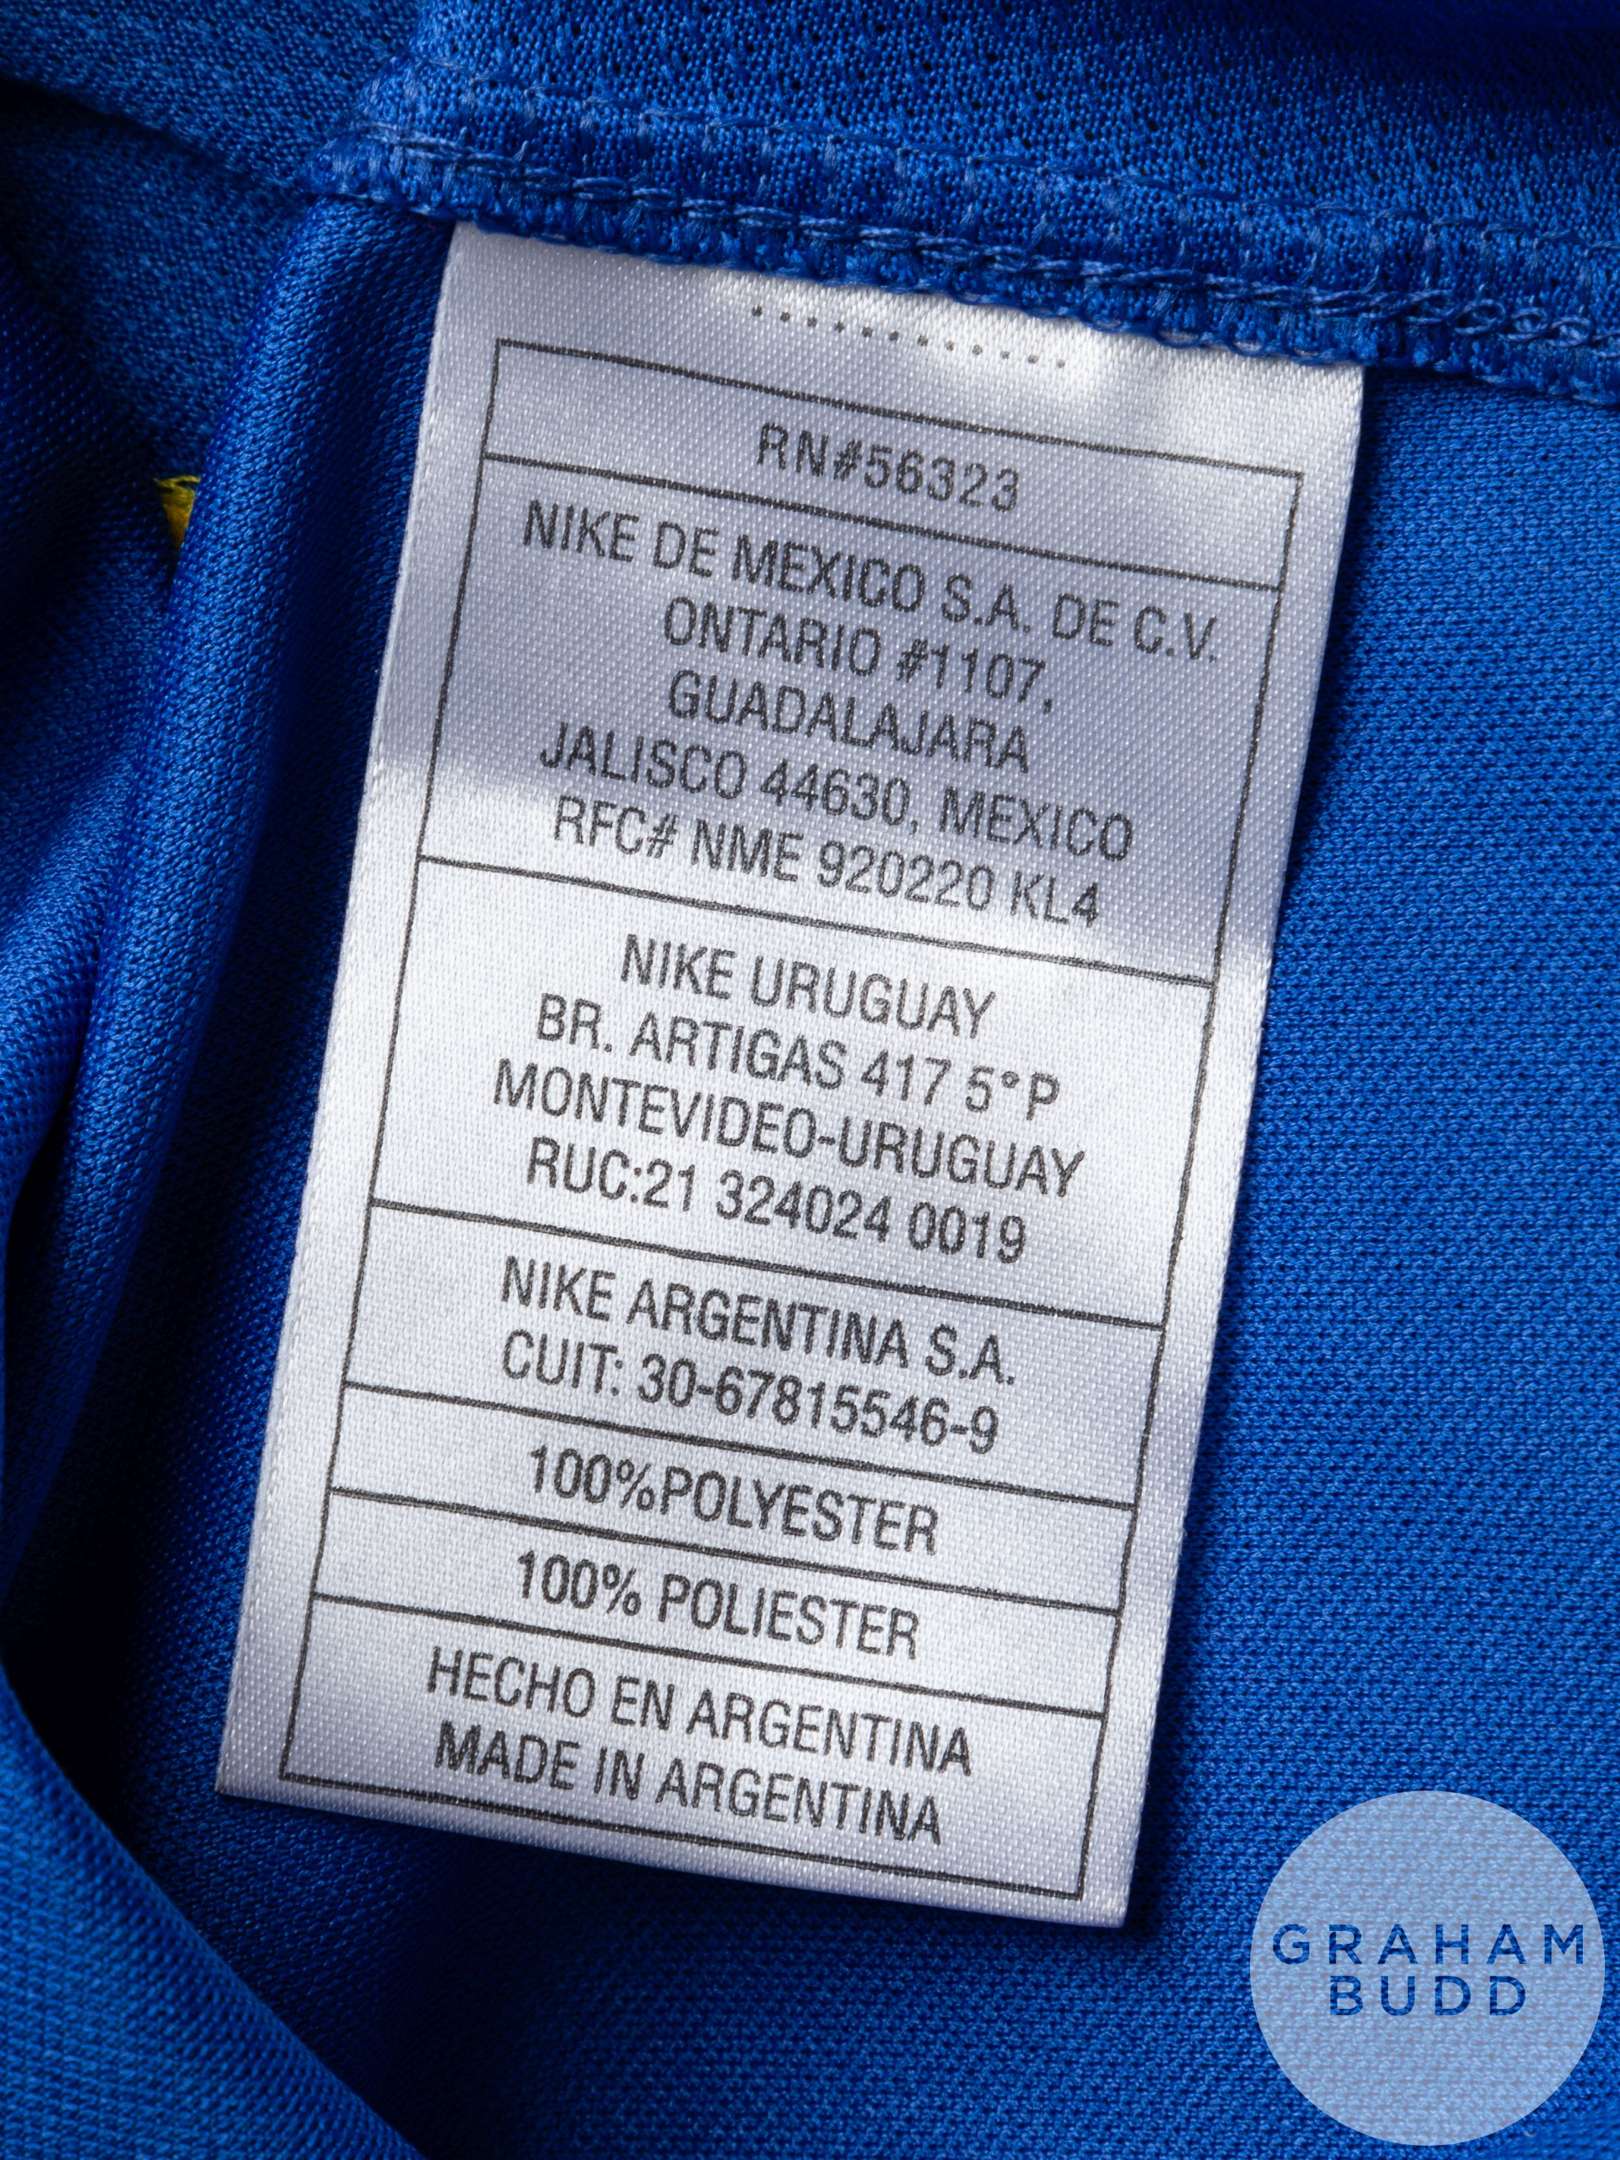 RN#56323
NIKE DE MEXICO S.A. DE C.V.
ONTARIO #1107,
GUADALAJARA
JALISCO 44630, MEXICO
RFC# NME 920220 KL4
NIKE URUGUAY
BR. ARTIGAS 417 5°P
MONTEVIDEO-URUGUAY
RUC:21 324024 0019
NIKE ARGENTINA S.A.
CUIT: 30-67815546-9
100%POLYESTER
100% POLIESTER
HECHO EN ARGENTINA
MADE IN ARGENTINA
GRAHAM
BUDD